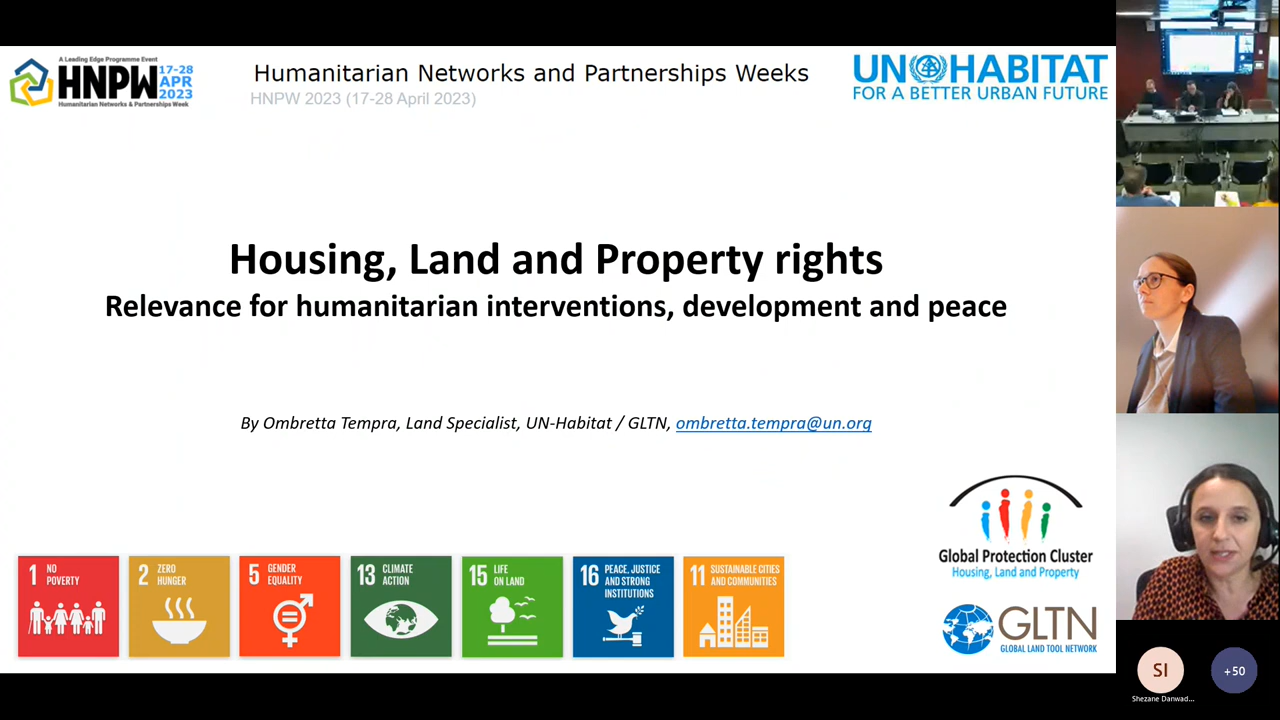 A Leading Edge Programme Event
HNPW
17-28
APR
2023
Humanitarian Networks & Partnerships Week
Humanitarian Networks and Partnerships Weeks
HNPW 2023 (17-28 April 2023)
UN HABITAT
FOR A BETTER URBAN FUTURE
Housing, Land and Property rights
Relevance for humanitarian interventions, development and peace
By Ombretta Tempra, Land Specialist, UN-Habitat / GLTN, ombretta.tempra@un.org
Global Protection Cluster
Housing, Land and Property
GLTN
GLOBAL LAND TOOL NETWORK
1 NO
POVERTY
2 ZERO
HUNGER
5 GENDER
EQUALITY
13 CLIMATE
ACTION
15 LIFE
ON LAND
16 PEACE, JUSTICE
AND STRONG
INSTITUTIONS
11 SUSTAINABLE CITIES
AND COMMUNITIES
SI
Shezane Danwad...
+50